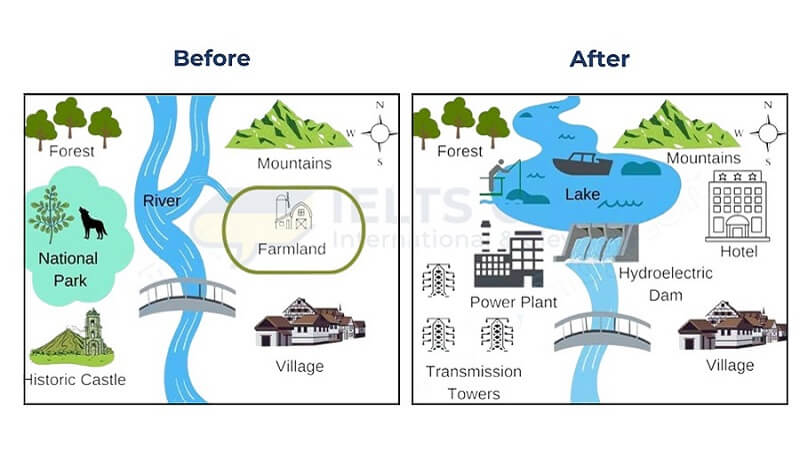 Before
After
Forest
N
W
S
Mountains
River
National
Park
Farmland
Historic Castle
Village
Forest
N
W
S
Mountains
Lake
Hotel
Hydroelectric
Dam
Power Plant
Transmission
Towers
Village
IELTS
International &